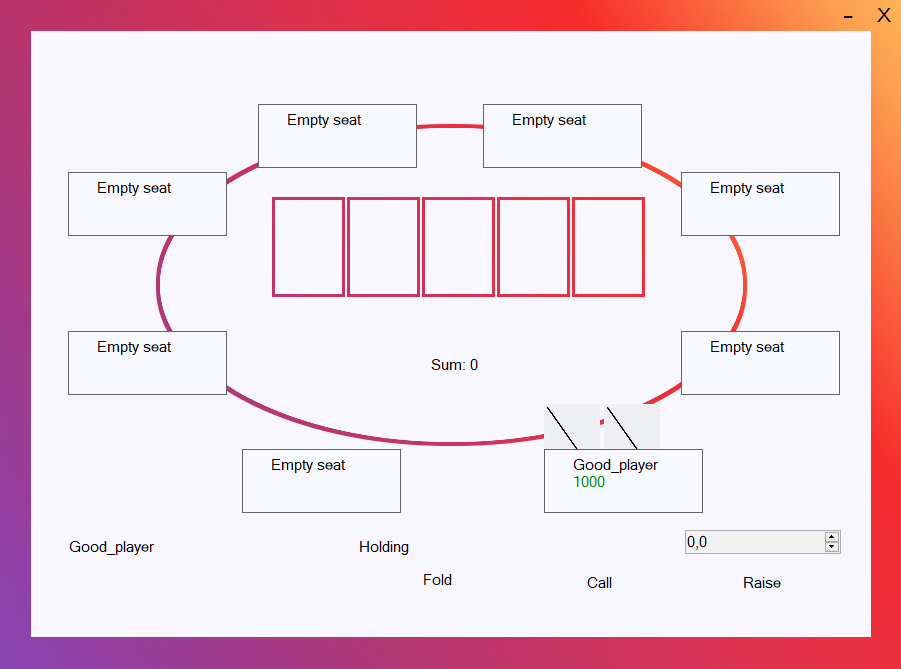 – X
Empty seat
Empty seat
Empty seat
Empty seat
Empty seat
Empty seat
Sum: 0
Empty seat
Good_player
1000
Good_player
Holding
0,0
Fold
Call
Raise